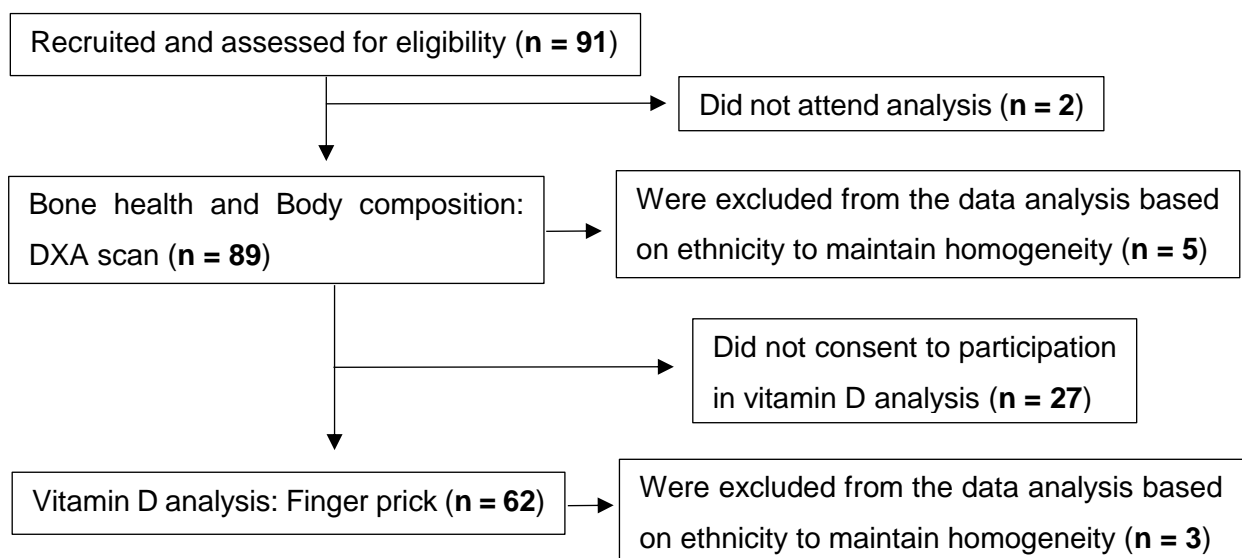 Recruited and assessed for eligibility (n = 91)
Did not attend analysis (n = 2)
Bone health and Body composition:
DXA scan (n = 89)
Were excluded from the data analysis based
on ethnicity to maintain homogeneity (n = 5)
Did not consent to participation
in vitamin D analysis (n = 27)
Vitamin D analysis: Finger prick (n = 62)
Were excluded from the data analysis based
on ethnicity to maintain homogeneity (n = 3)